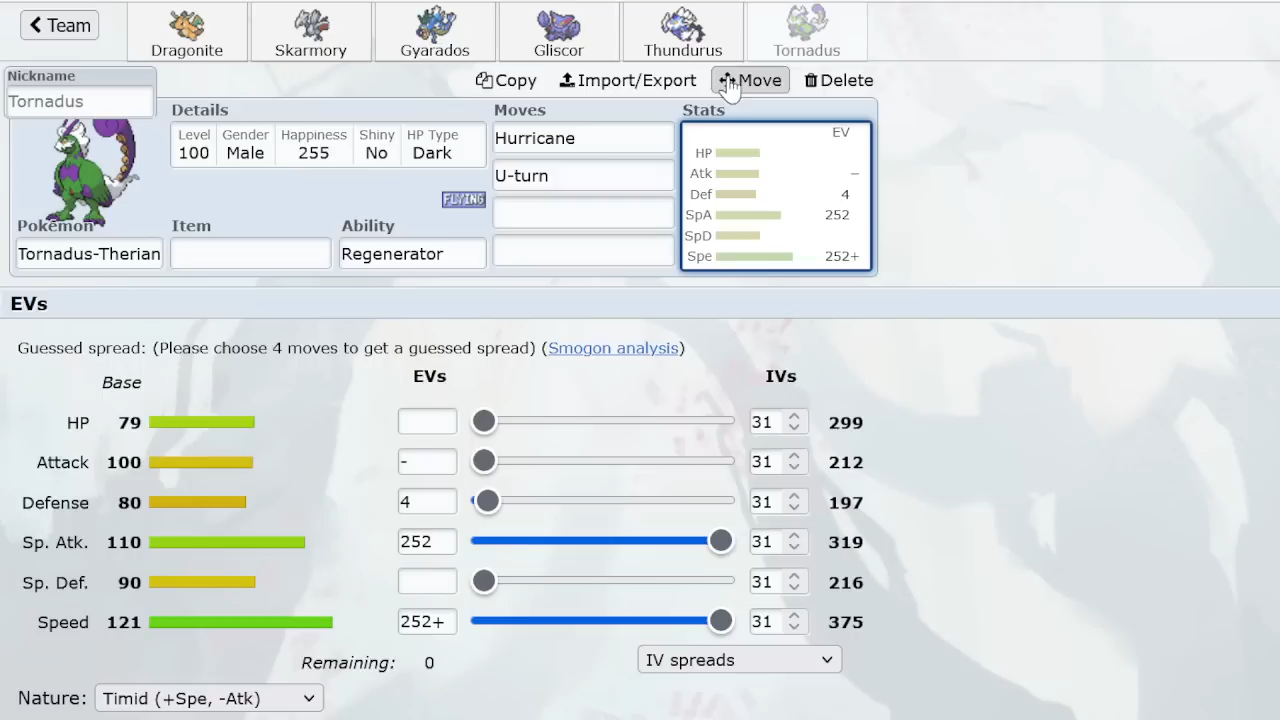 Team
Dragonite
Skarmory
Gyarados
Gliscor
Thundurus
Tornadus
Nickname
Tornadus
Copy
Import/Export
Move
Delete
Details
Moves
Stats
Level
100
Gender
Male
Happiness
255
Shiny
No
HP Type
Dark
FLYING
Pokémon
Tornadus-Therian
Item
Ability
Regenerator
Hurricane
U-turn
EV
HP
Atk –
Def 4
SpA 252
SpD
Spe 252+
EVs
Guessed spread: (Please choose 4 moves to get a guessed spread) (Smogon analysis)
Base EVs IVs
HP 79 31 299
Attack 100 - 31 212
Defense 80 4 31 197
Sp. Atk. 110 252 31 319
Sp. Def. 90 31 216
Speed 121 252+ 31 375
Remaining: 0
IV spreads
Nature: Timid (+Spe, -Atk)